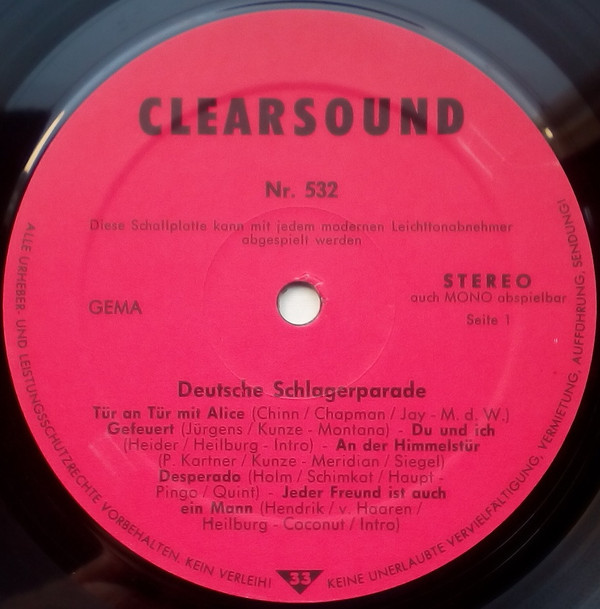 CLEARSOUND
Nr. 532
Diese Schallplatte kann mit jedem modernen Leichttonabnehmer
abgespielt werden
GEMA
STEREO
auch MONO abspielbar
Seite 1
Deutsche Schlagerparade
Tür an Tür mit Alice (Chinn / Chapman / Jay - M. d. W.)
Gefeuert (Jürgens / Kunze - Montana) - Du und ich
(Heider / Heilburg - Intro) - An der Himmelstür
(P. Kartner / Kunze - Meridian / Siegel)
Desperado (Holm / Schimkat / Haupt -
Pingo / Quint) - Jeder Freund ist auch
ein Mann (Hendrik / v. Haaren /
Heilburg - Coconut / Intro)
ALLE URHEBER- UND LEISTUNGSSCHUTZRECHTE VORBEHALTEN. KEIN VERLEIH!
33
KEINE UNERLAUBTE VERVIELFÄLTIGUNG, VERMIETUNG, AUFFÜHRUNG, SENDUNG!